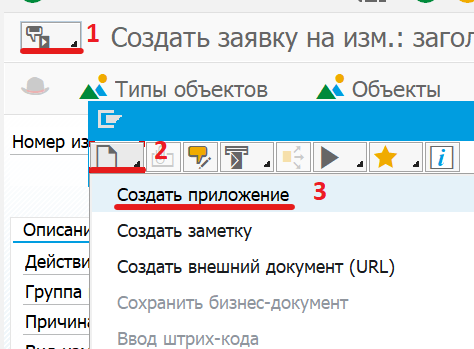 1 Создать заявку на изм.: загол
Типы объектов Объекты
Номер из
2
Создать приложение 3
Описани
Создать заметку
Действи
Создать внешний документ (URL)
Группа
Сохранить бизнес-документ
Причина
Ввод штрих-кода